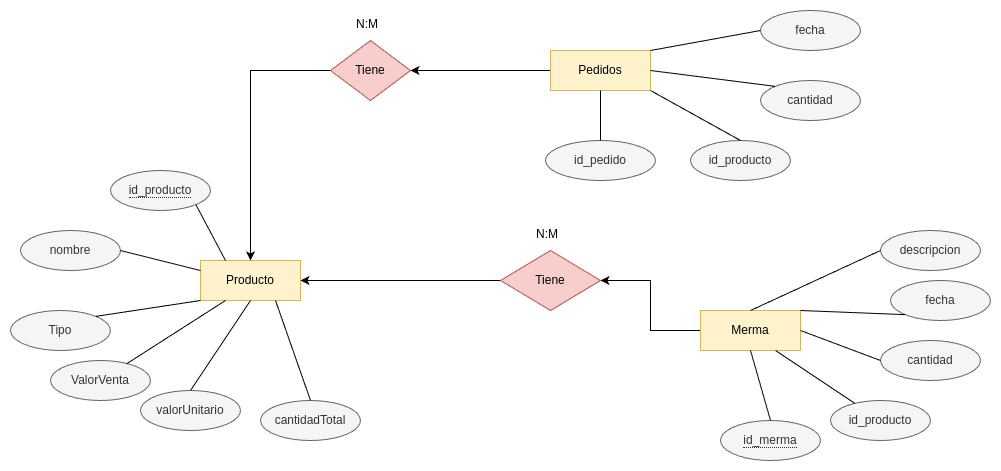 N:M
fecha
Tiene
Pedidos
cantidad
id_pedido
id_producto
id_producto
nombre
N:M
descripcion
Producto
Tiene
fecha
Tipo
Merma
cantidad
ValorVenta
valorUnitario
cantidadTotal
id_producto
id_merma